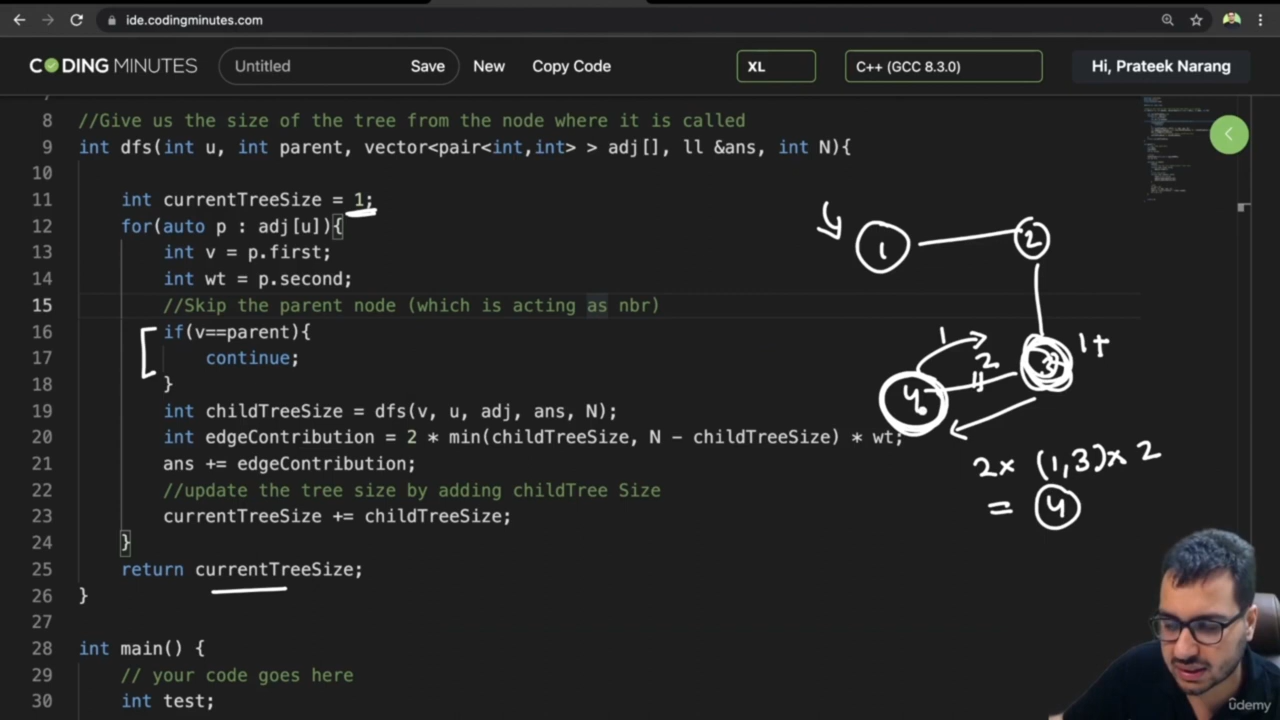 ide.codingminutes.com
CODING MINUTES
Untitled
Save
New
Copy Code
XL
C++ (GCC 8.3.0)
Hi, Prateek Narang
7
8 //Give us the size of the tree from the node where it is called
9 int dfs(int u, int parent, vector<pair<int,int> > adj[], ll &ans, int N){
10
11 int currentTreeSize = 1;
12 for(auto p : adj[u]){
13 int v = p.first;
14 int wt = p.second;
15 //Skip the parent node (which is acting as nbr)
16 if(v==parent){
17 continue;
18 }
19 int childTreeSize = dfs(v, u, adj, ans, N);
20 int edgeContribution = 2 * min(childTreeSize, N - childTreeSize) * wt;
21 ans += edgeContribution;
22 //update the tree size by adding childTree Size
23 currentTreeSize += childTreeSize;
24 }
25 return currentTreeSize;
26 }
27
28 int main() {
29 // your code goes here
30 int test;
1
2
1
2
3
1+
4
2x (1,3)x 2
= 4
ûdemy